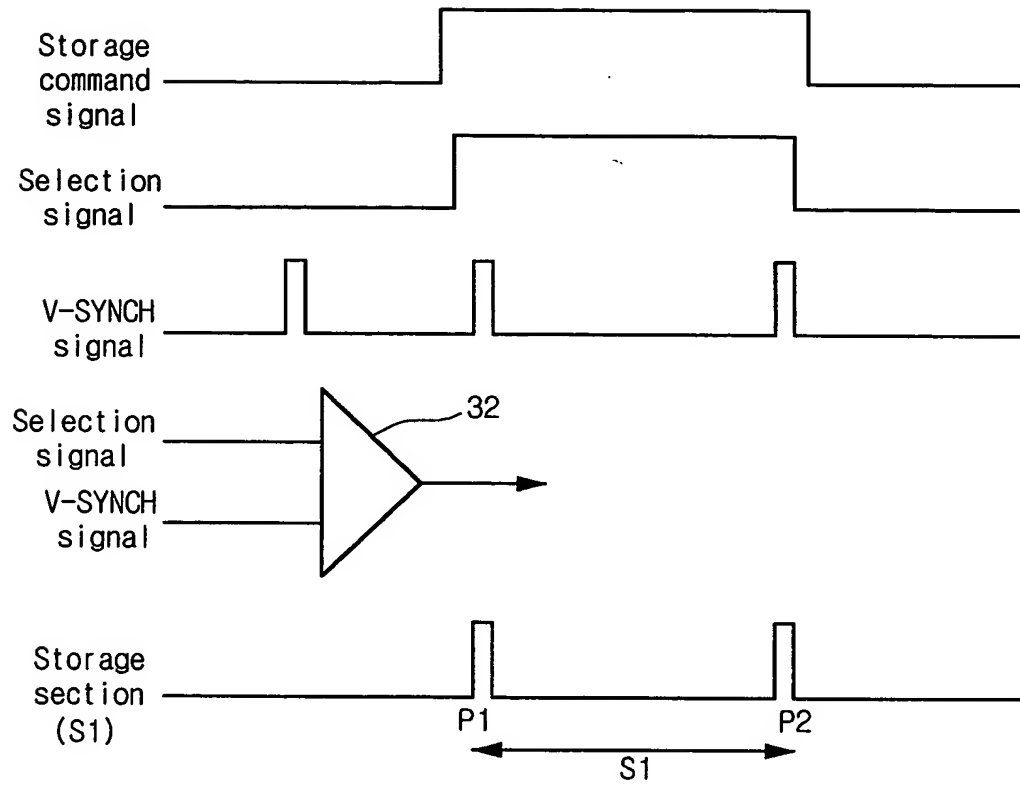 Storage
command
signal
Selection
signal
V-SYNCH
signal
Selection
signal
32
V-SYNCH
signal
Storage
section
(S1)
P1
P2
S1